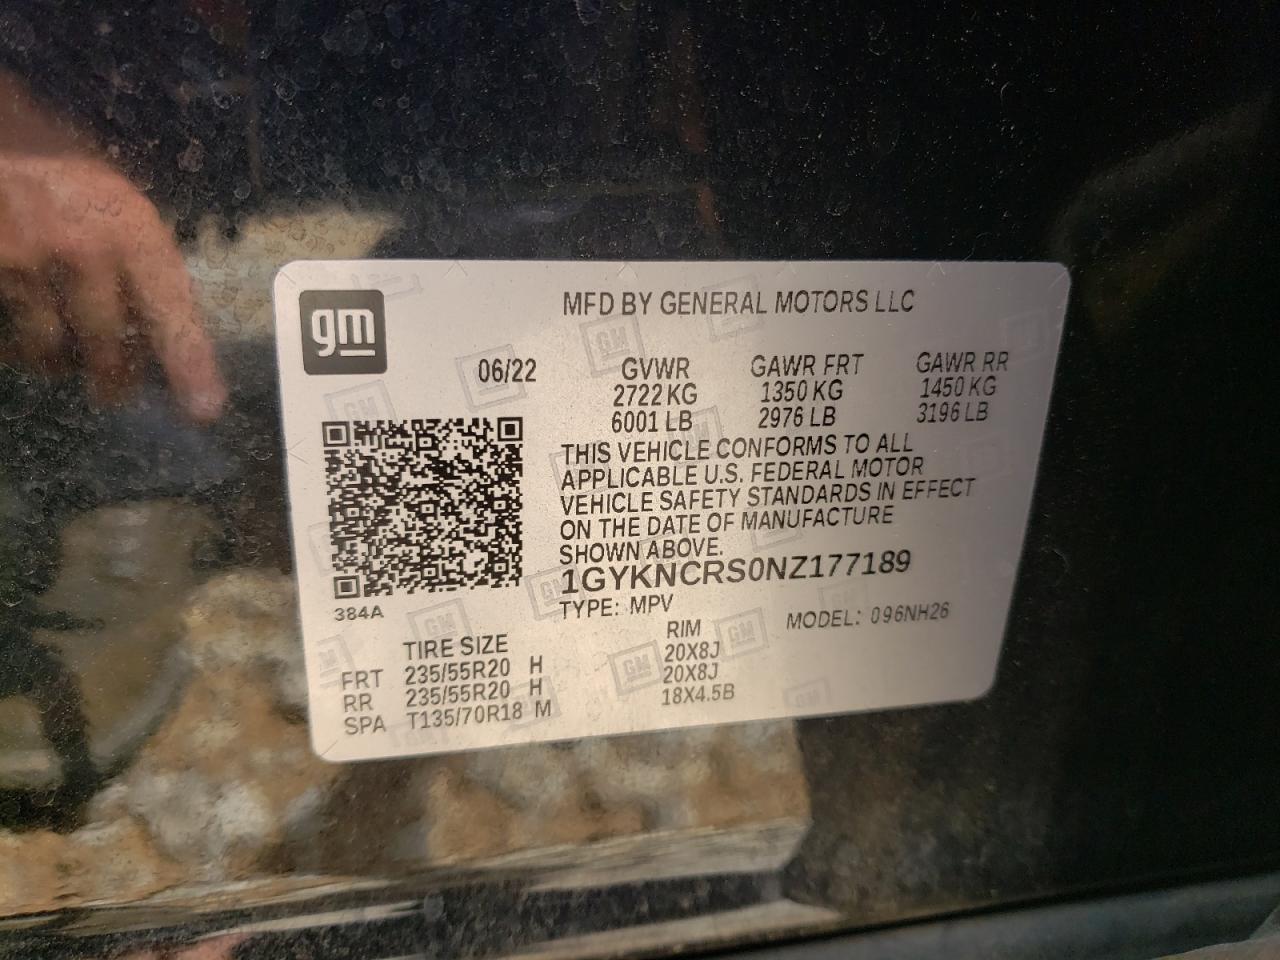 gm
MFD BY GENERAL MOTORS LLC
06/22 GVWR GAWR FRT GAWR RR
2722 KG 1350 KG 1450 KG
6001 LB 2976 LB 3196 LB
THIS VEHICLE CONFORMS TO ALL
APPLICABLE U.S. FEDERAL MOTOR
VEHICLE SAFETY STANDARDS IN EFFECT
ON THE DATE OF MANUFACTURE
SHOWN ABOVE.
1GYKNCRS0NZ177189
384A
TYPE: MPV MODEL: 096NH26
TIRE SIZE RIM
FRT 235/55R20 H 20X8J
RR 235/55R20 H 20X8J
SPA T135/70R18 M 18X4.5B